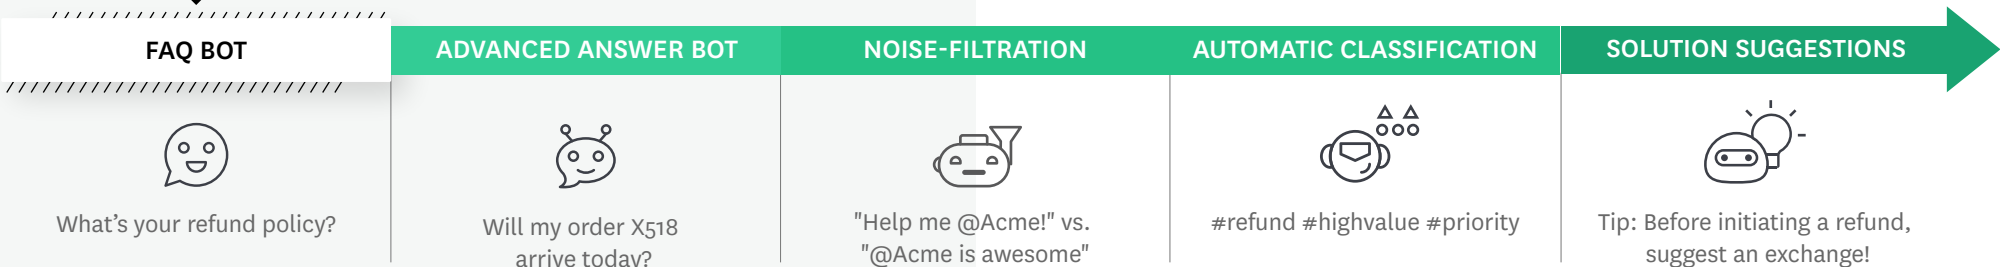 FAQ BOT
ADVANCED ANSWER BOT
NOISE-FILTRATION
AUTOMATIC CLASSIFICATION
SOLUTION SUGGESTIONS
What's your refund policy?
Will my order X518
arrive today?
"Help me @Acme!" vs.
"@Acme is awesome"
#refund #highvalue #priority
Tip: Before initiating a refund,
suggest an exchange!